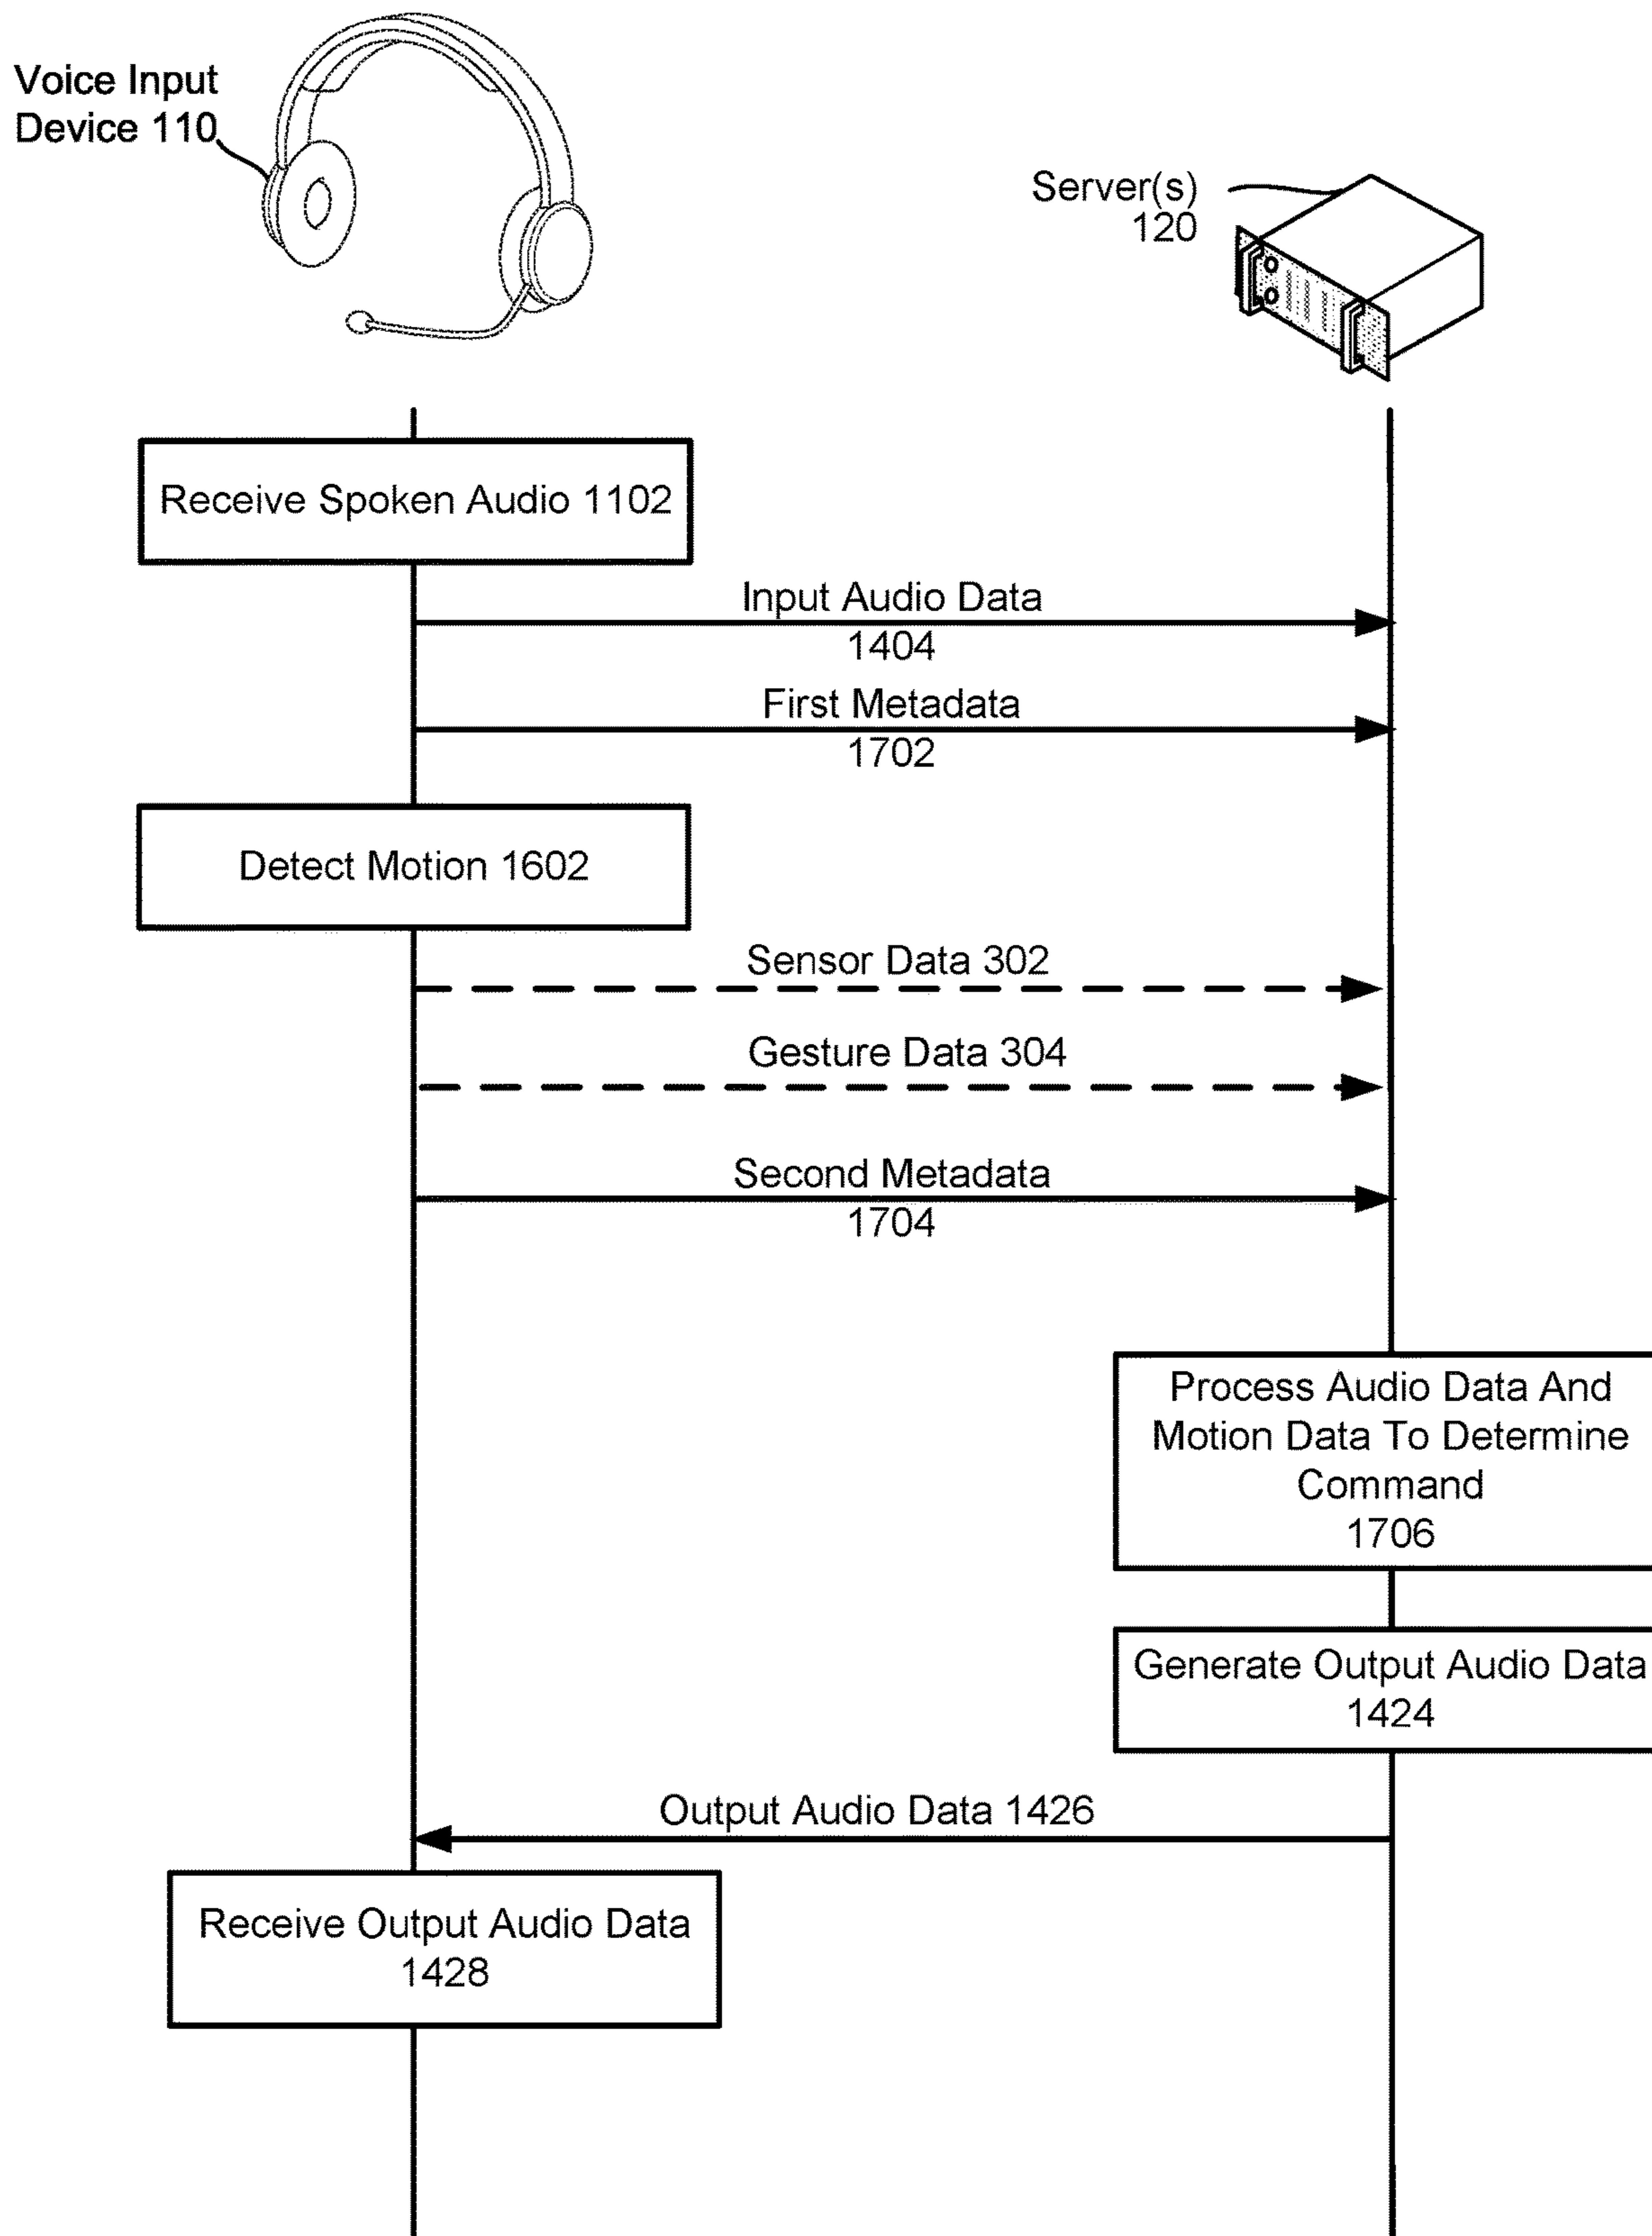 Voice Input
Device 110
Server(s)
120
Receive Spoken Audio 1102
Input Audio Data
1404
First Metadata
1702
Detect Motion 1602
Sensor Data 302
Gesture Data 304
Second Metadata
1704
Process Audio Data And
Motion Data To Determine
Command
1706
Generate Output Audio Data
1424
Output Audio Data 1426
Receive Output Audio Data
1428